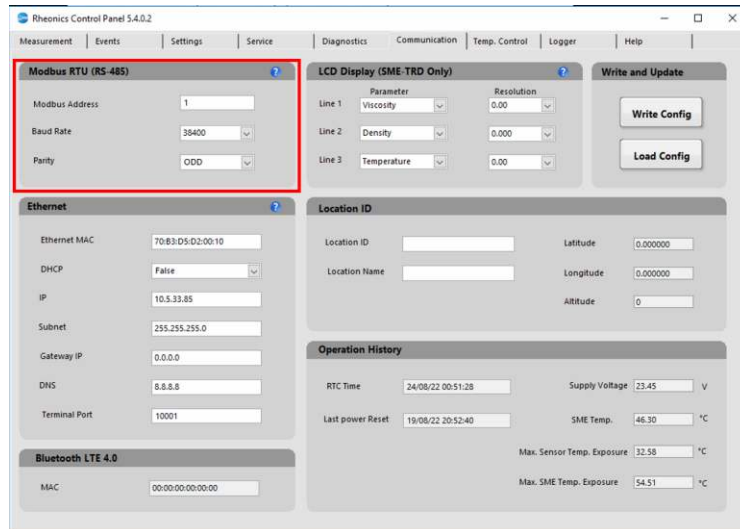 Rheonics Control Panel 5.4.0.2
Measurement Events Settings Service Diagnostics Communication Temp. Control Logger Help
Modbus RTU (RS-485) ?
Modbus Address 1
Baud Rate 38400
Parity ODD
LCD Display (SME-TRD Only) ?
Parameter Resolution
Line 1 Viscosity 0.00
Line 2 Density 0.000
Line 3 Temperature 0.00
Write and Update
Write Config
Load Config
Ethernet ?
Ethernet MAC 70:B3:D5:D2:00:10
DHCP False
IP 10.5.33.85
Subnet 255.255.255.0
Gateway IP 0.0.0.0
DNS 8.8.8.8
Terminal Port 10001
Location ID
Location ID Latitude 0.000000
Location Name Longitude 0.000000
Altitude 0
Operation History
RTC Time 24/08/22 00:51:28 Supply Voltage 23.45 V
Last power Reset 19/08/22 20:52:40 SME Temp. 46.30 °C
Max. Sensor Temp. Exposure 32.58 °C
Max. SME Temp. Exposure 54.51 °C
Bluetooth LTE 4.0
MAC 00:00:00:00:00:00